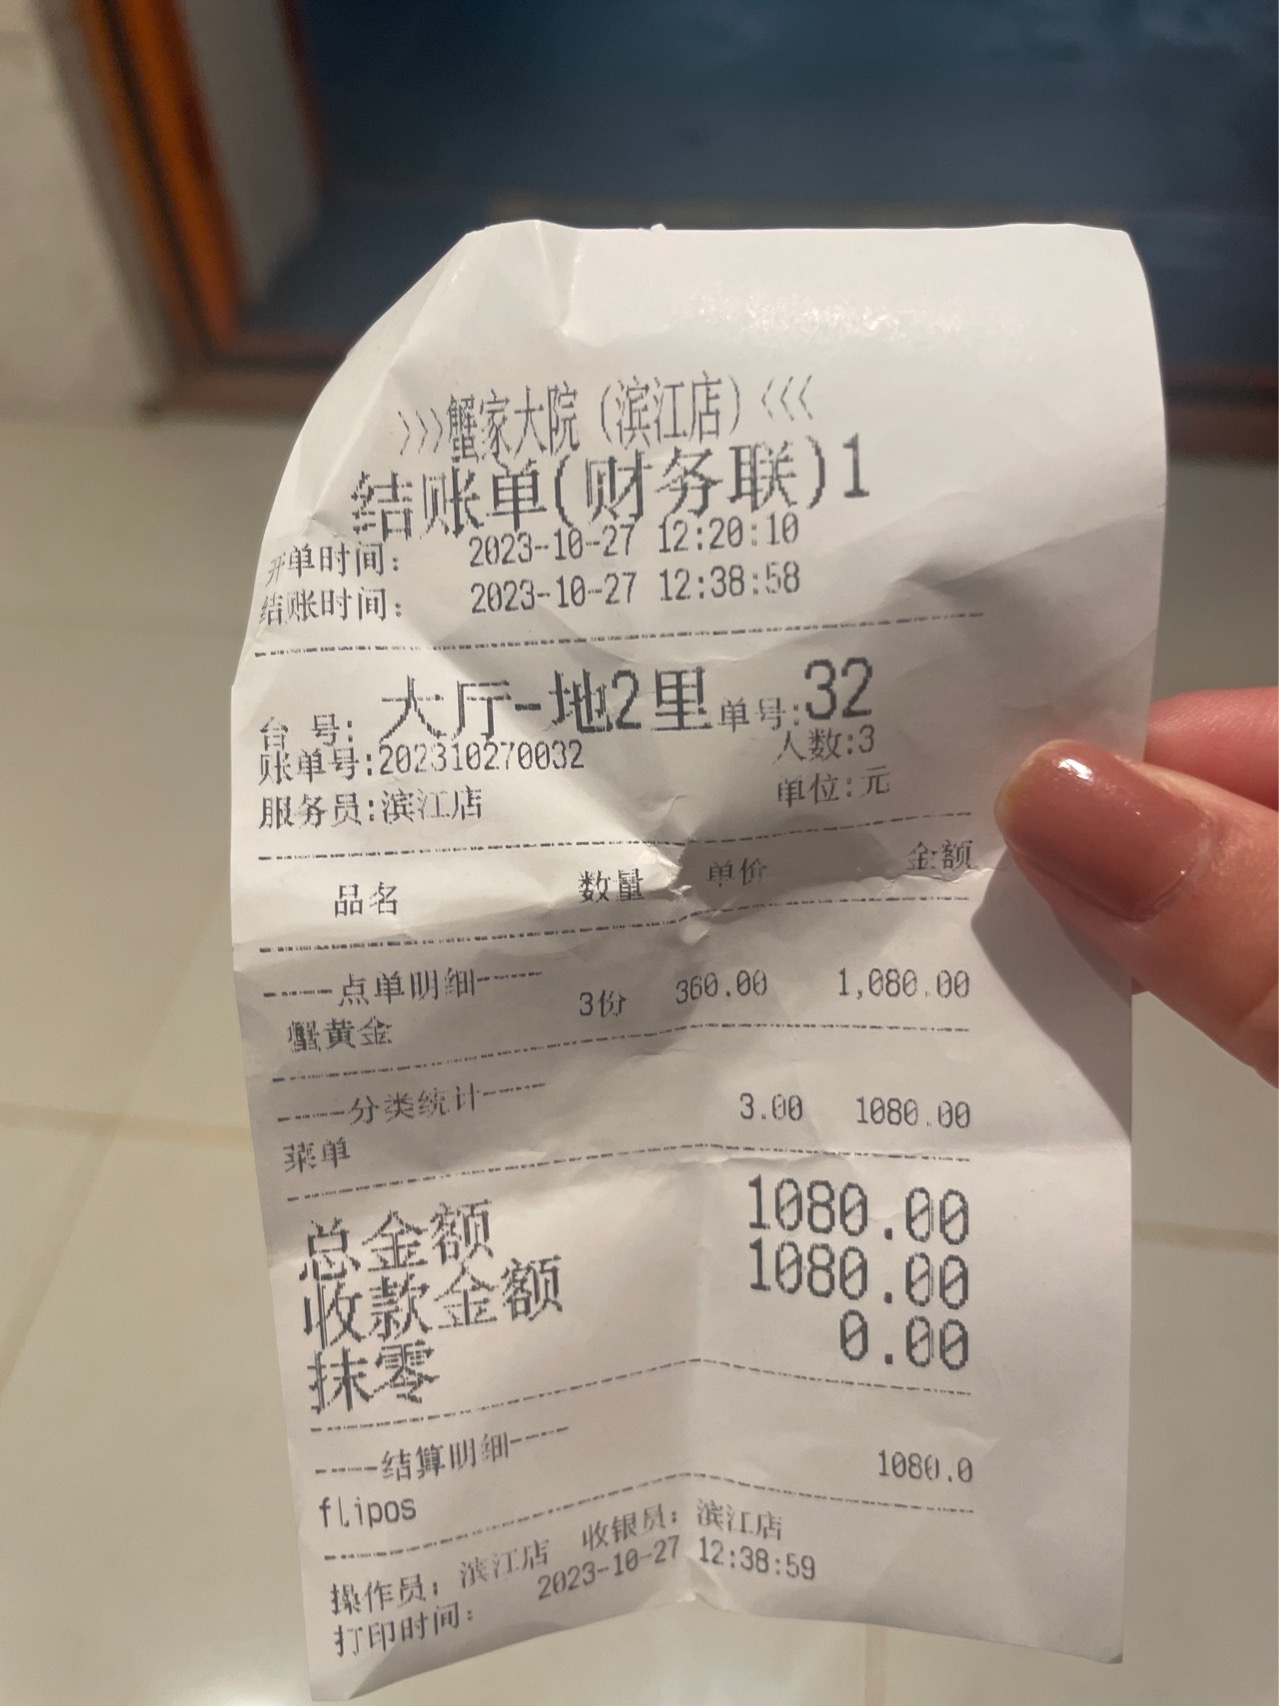 >>>蟹家大院（滨江店）<<<
结账单(财务联)1
开单时间： 2023-10-27 12:20:10
结账时间： 2023-10-27 12:38:58
台 号: 大厅-地2里 单号:32
账单号:202310270032 人数:3
服务员:滨江店 单位:元
品名 数量 单价 金额
----点单明细----
蟹黄金 3份 360.00 1,080.00
----分类统计----
菜单 3.00 1080.00
总金额 1080.00
收款金额 1080.00
抹零 0.00
----结算明细----
flipos 1080.0
操作员： 滨江店 收银员： 滨江店
打印时间： 2023-10-27 12:38:59